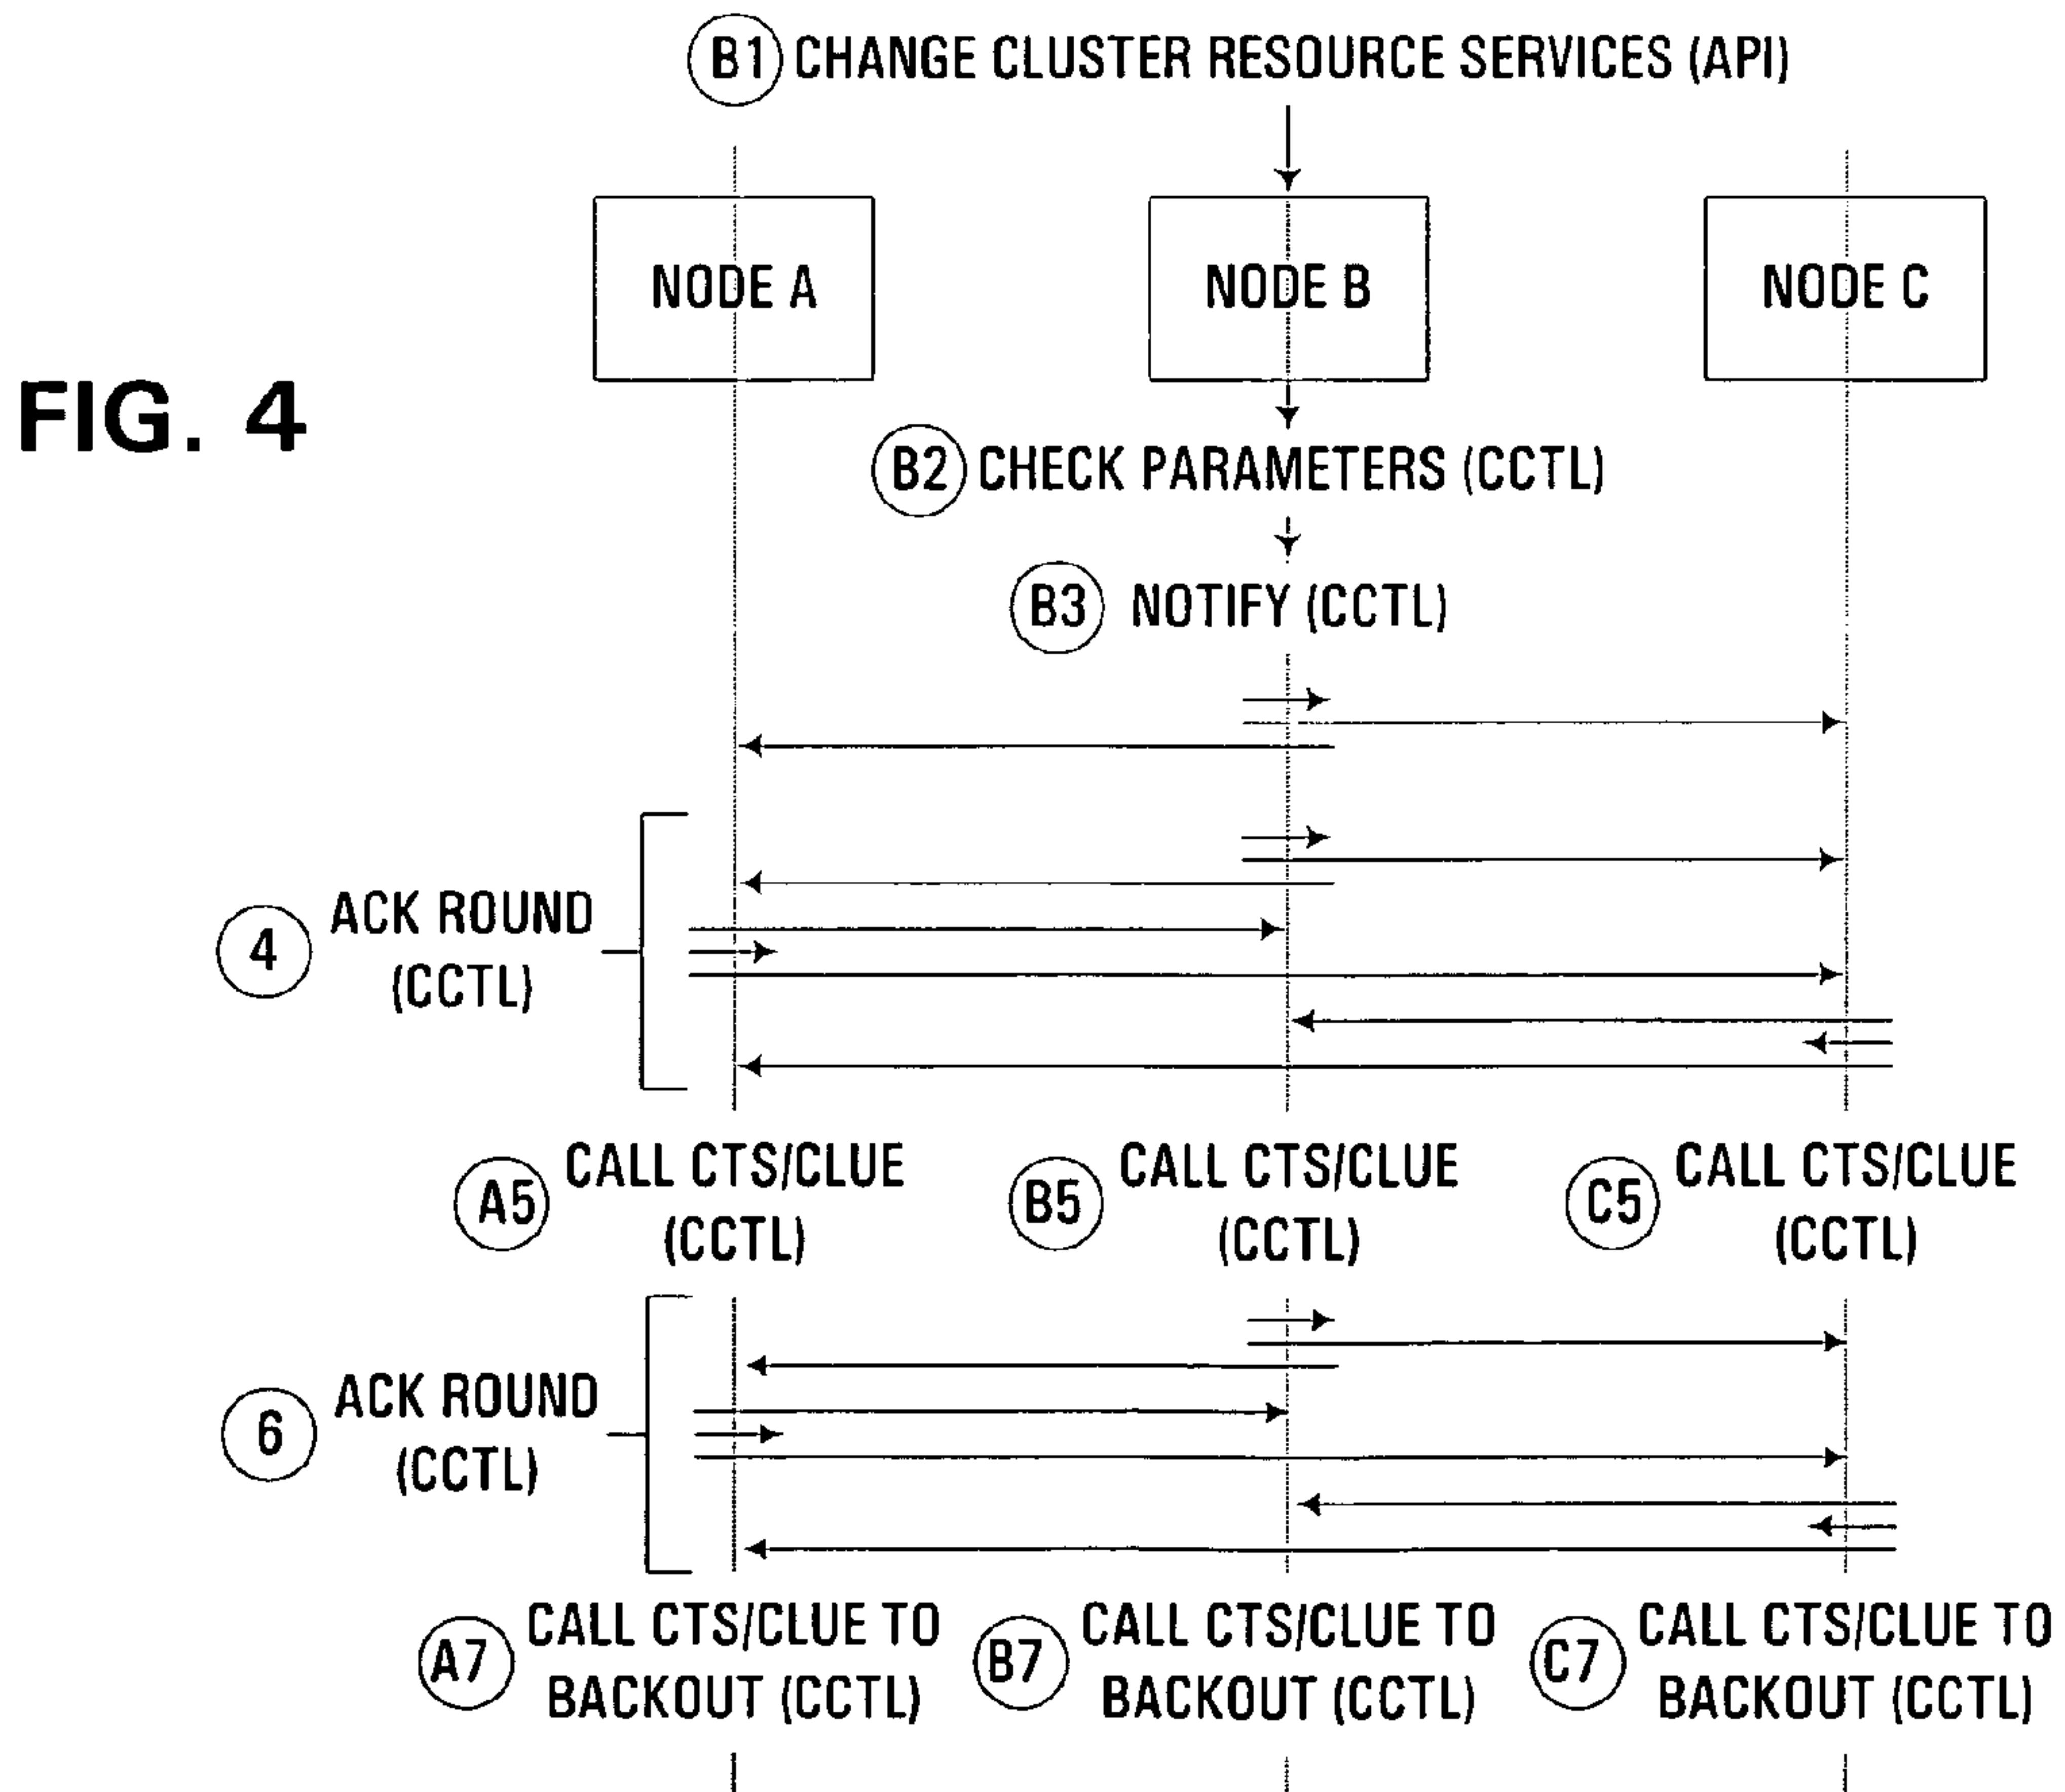 B1 CHANGE CLUSTER RESOURCE SERVICES (API)
NODE A
NODE B
NODE C
FIG. 4
B2 CHECK PARAMETERS (CCTL)
B3 NOTIFY (CCTL)
4 ACK ROUND
(CCTL)
A5 CALL CTS/CLUE
(CCTL)
B5 CALL CTS/CLUE
(CCTL)
C5 CALL CTS/CLUE
(CCTL)
6 ACK ROUND
(CCTL)
A7 CALL CTS/CLUE TO
BACKOUT (CCTL)
B7 CALL CTS/CLUE TO
BACKOUT (CCTL)
C7 CALL CTS/CLUE TO
BACKOUT (CCTL)